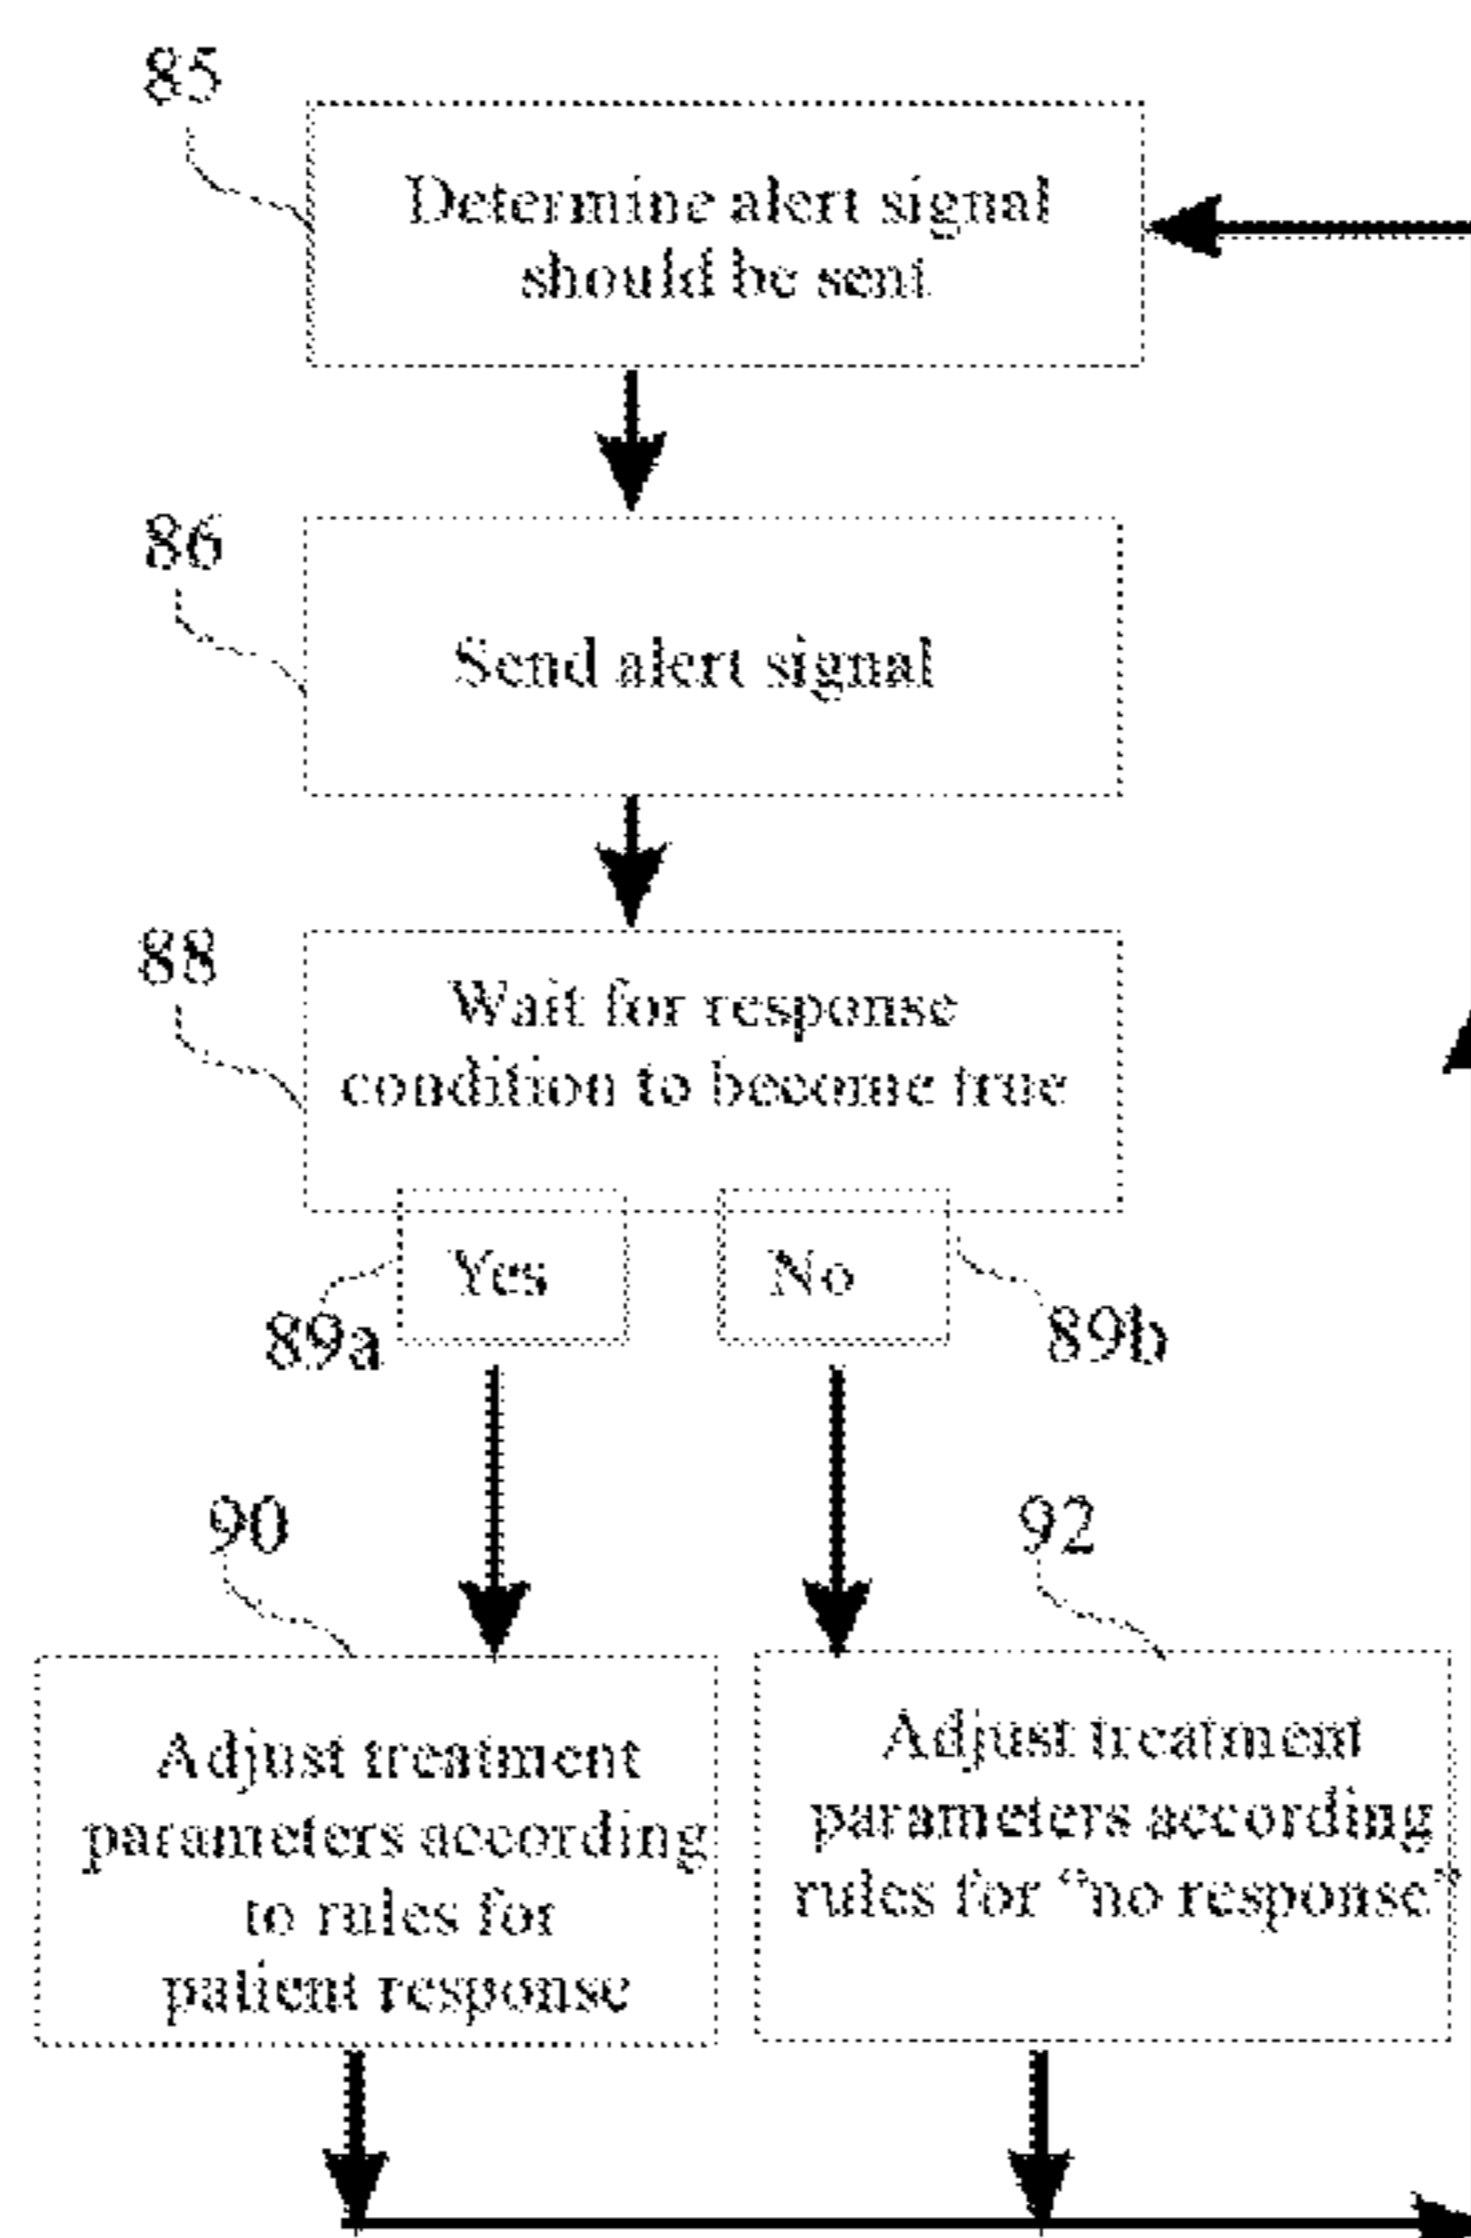 85
Determine alert signal
should be sent
86
Send alert signal
88
Wait for response
condition to become true
Yes
No
89a
89b
90
92
Adjust treatment
parameters according
to rules for
patient response
Adjust treatment
parameters according
rules for "no response"